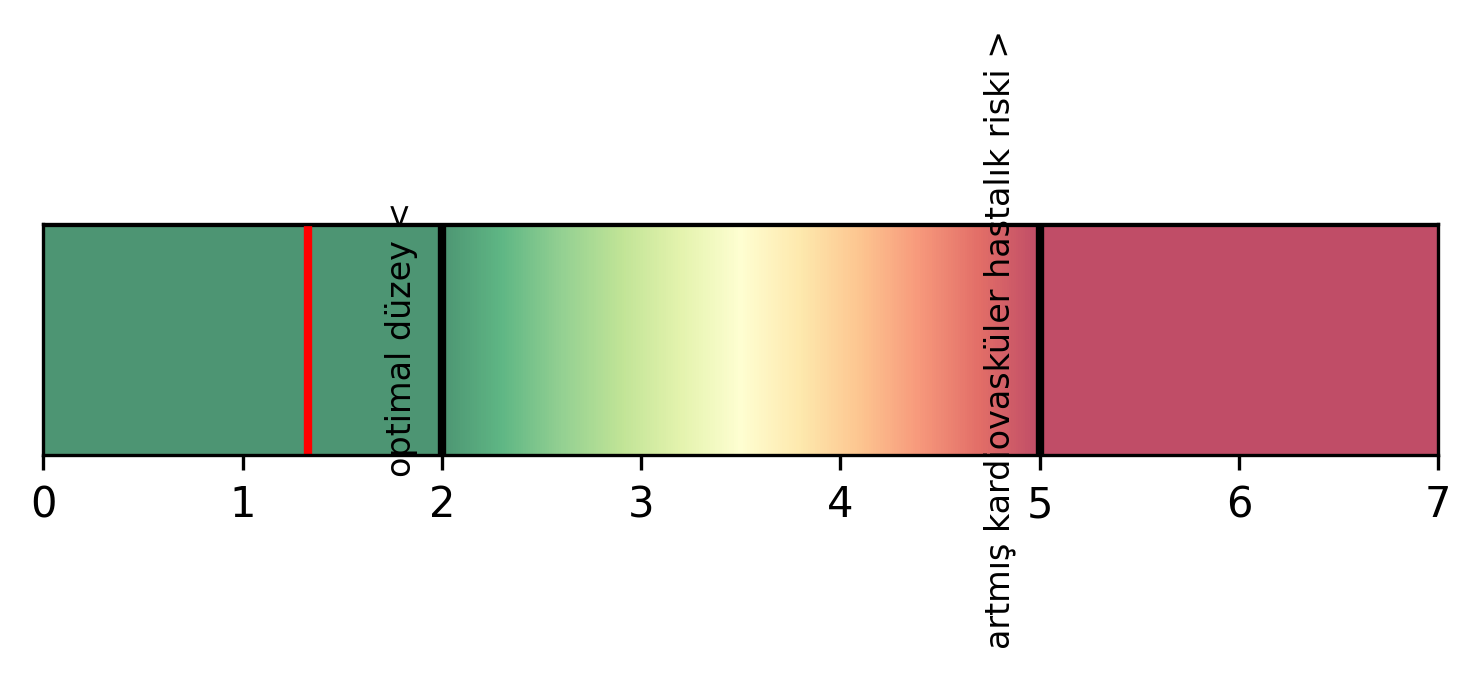 optimal düzey <
artmış kardiovasküler hastalık riski >
0 1 2 3 4 5 6 7